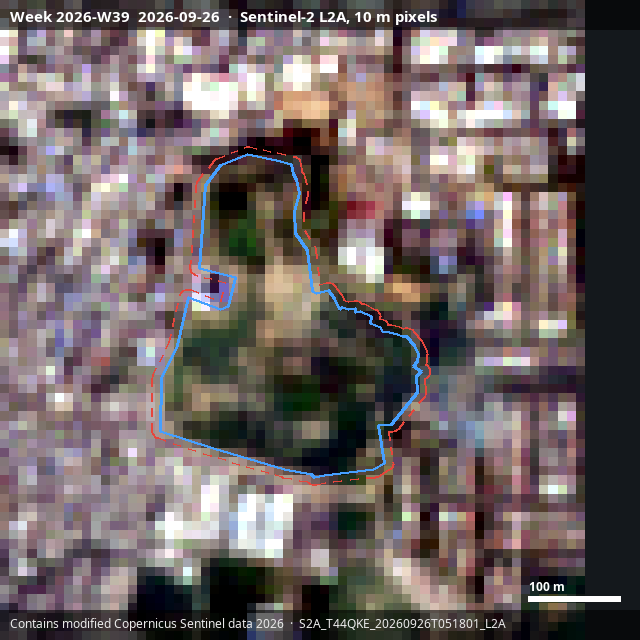 Week 2026-W39 2026-09-26 · Sentinel-2 L2A, 10 m pixels
100 m
Contains modified Copernicus Sentinel data 2026 · S2A_T44QKE_20260926T051801_L2A